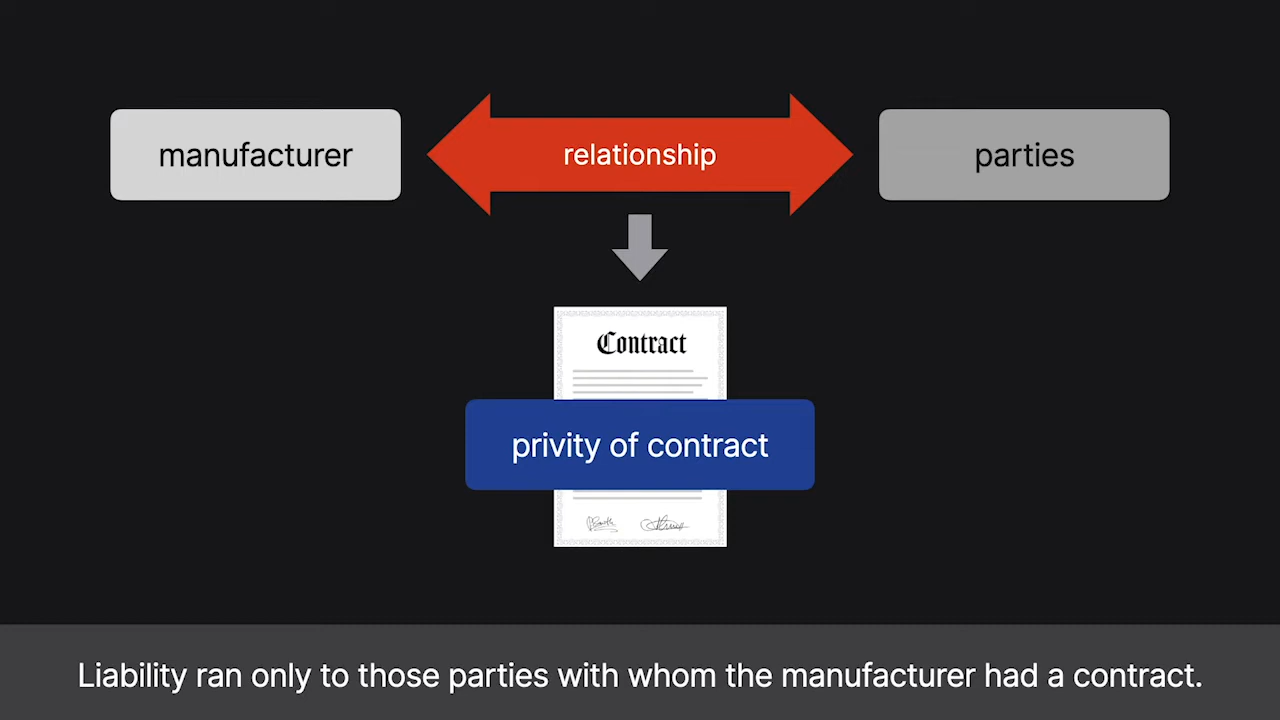 manufacturer
relationship
parties
Contract
privity of contract
Liability ran only to those parties with whom the manufacturer had a contract.